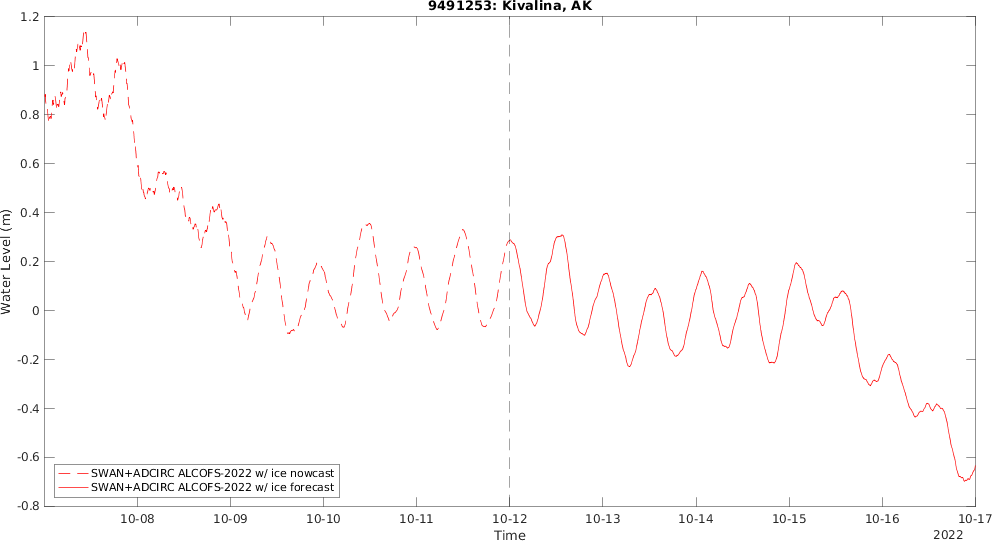 9491253: Kivalina, AK
1.2
1
0.8
0.6
0.4
0.2
0
-0.2
-0.4
-0.6
-0.8
Water Level (m)
SWAN+ADCIRC ALCOFS-2022 w/ ice nowcast
SWAN+ADCIRC ALCOFS-2022 w/ ice forecast
10-08 10-09 10-10 10-11 10-12 10-13 10-14 10-15 10-16 10-17
Time
2022